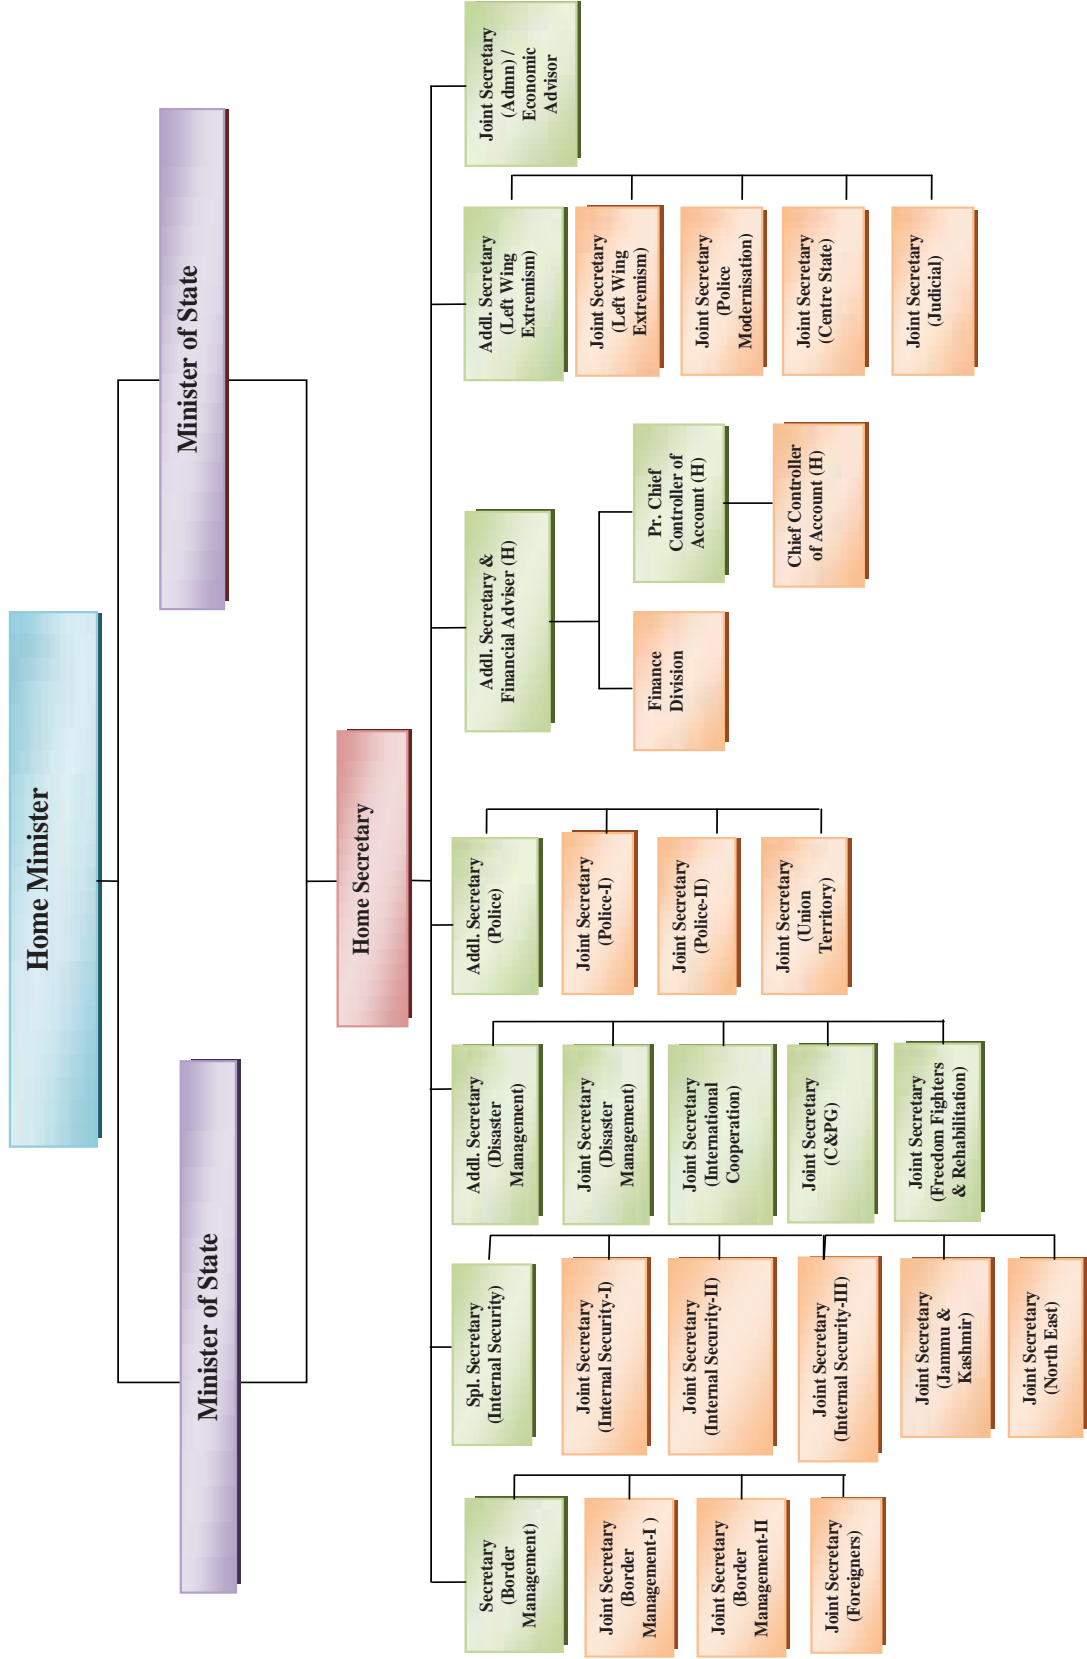 Home Minister
Minister of State
Minister of State
Home Secretary
Secretary
(Border
Management)
Joint Secretary
(Border
Management-I )
Joint Secretary
(Border
Management-II
Joint Secretary
(Foreigners)
Spl. Secretary
(Internal Security)
Joint Secretary
(Internal Security-I)
Joint Secretary
(Internal Security-II)
Joint Secretary
(Internal Security-III)
Joint Secretary
(Jammu &
Kashmir)
Joint Secretary
(North East)
Addl. Secretary
(Disaster
Management)
Joint Secretary
(Disaster
Management)
Joint Secretary
(International
Cooperation)
Joint Secretary
(C&PG)
Joint Secretary
(Freedom Fighters
& Rehabilitation)
Addl. Secretary
(Police)
Joint Secretary
(Police-I)
Joint Secretary
(Police-II)
Joint Secretary
(Union
Territory)
Addl. Secretary &
Financial Adviser (H)
Finance
Division
Pr. Chief
Controller of
Account (H)
Chief Controller
of Account (H)
Addl. Secretary
(Left Wing
Extremism)
Joint Secretary
(Left Wing
Extremism)
Joint Secretary
(Police
Modernisation)
Joint Secretary
(Centre State)
Joint Secretary
(Judicial)
Joint Secretary
(Admn) /
Economic
Advisor